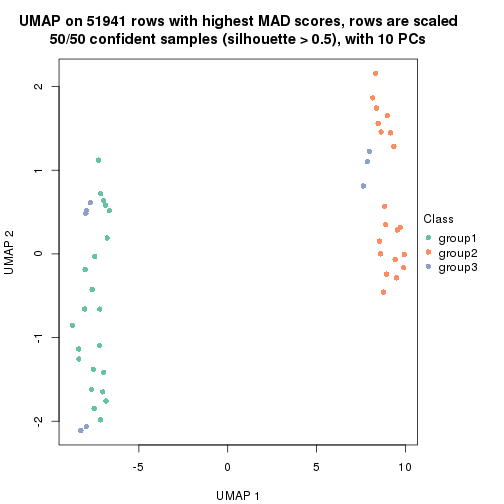 UMAP on 51941 rows with highest MAD scores, rows are scaled
50/50 confident samples (silhouette > 0.5), with 10 PCs
2
1
0
-1
-2
UMAP 2
-5
0
5
10
UMAP 1
Class
group1
group2
group3